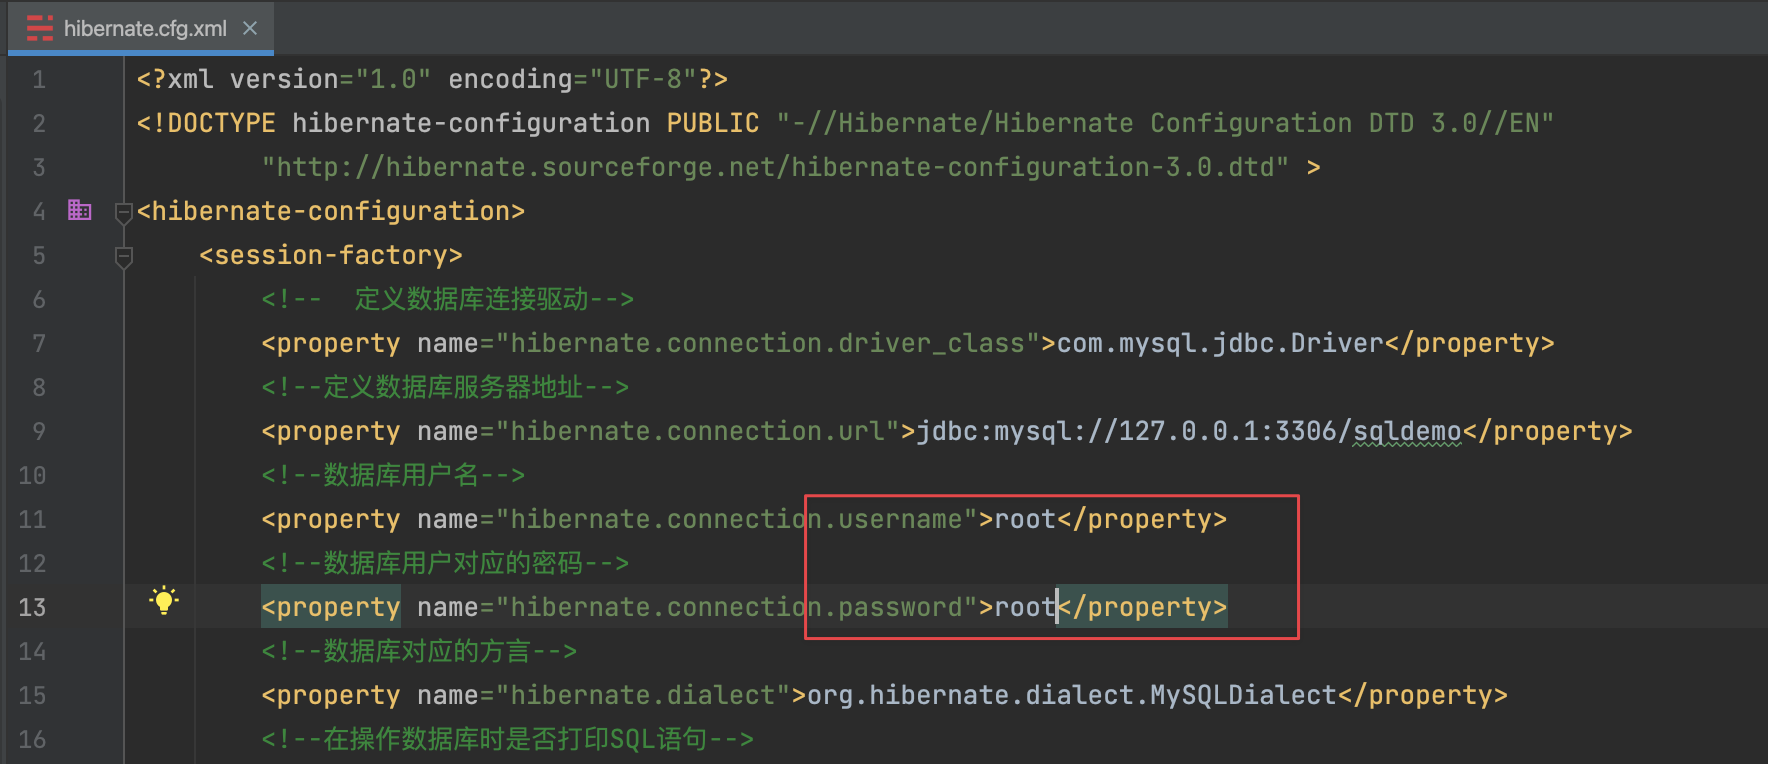 hibernate.cfg.xml
1 <?xml version="1.0" encoding="UTF-8"?>
2 <!DOCTYPE hibernate-configuration PUBLIC "-//Hibernate/Hibernate Configuration DTD 3.0//EN"
3 "http://hibernate.sourceforge.net/hibernate-configuration-3.0.dtd" >
4 <hibernate-configuration>
5 <session-factory>
6 <!--  定义数据库连接驱动-->
7 <property name="hibernate.connection.driver_class">com.mysql.jdbc.Driver</property>
8 <!--定义数据库服务器地址-->
9 <property name="hibernate.connection.url">jdbc:mysql://127.0.0.1:3306/sqldemo</property>
10 <!--数据库用户名-->
11 <property name="hibernate.connection.username">root</property>
12 <!--数据库用户对应的密码-->
13 <property name="hibernate.connection.password">root</property>
14 <!--数据库对应的方言-->
15 <property name="hibernate.dialect">org.hibernate.dialect.MySQLDialect</property>
16 <!--在操作数据库时是否打印SQL语句-->